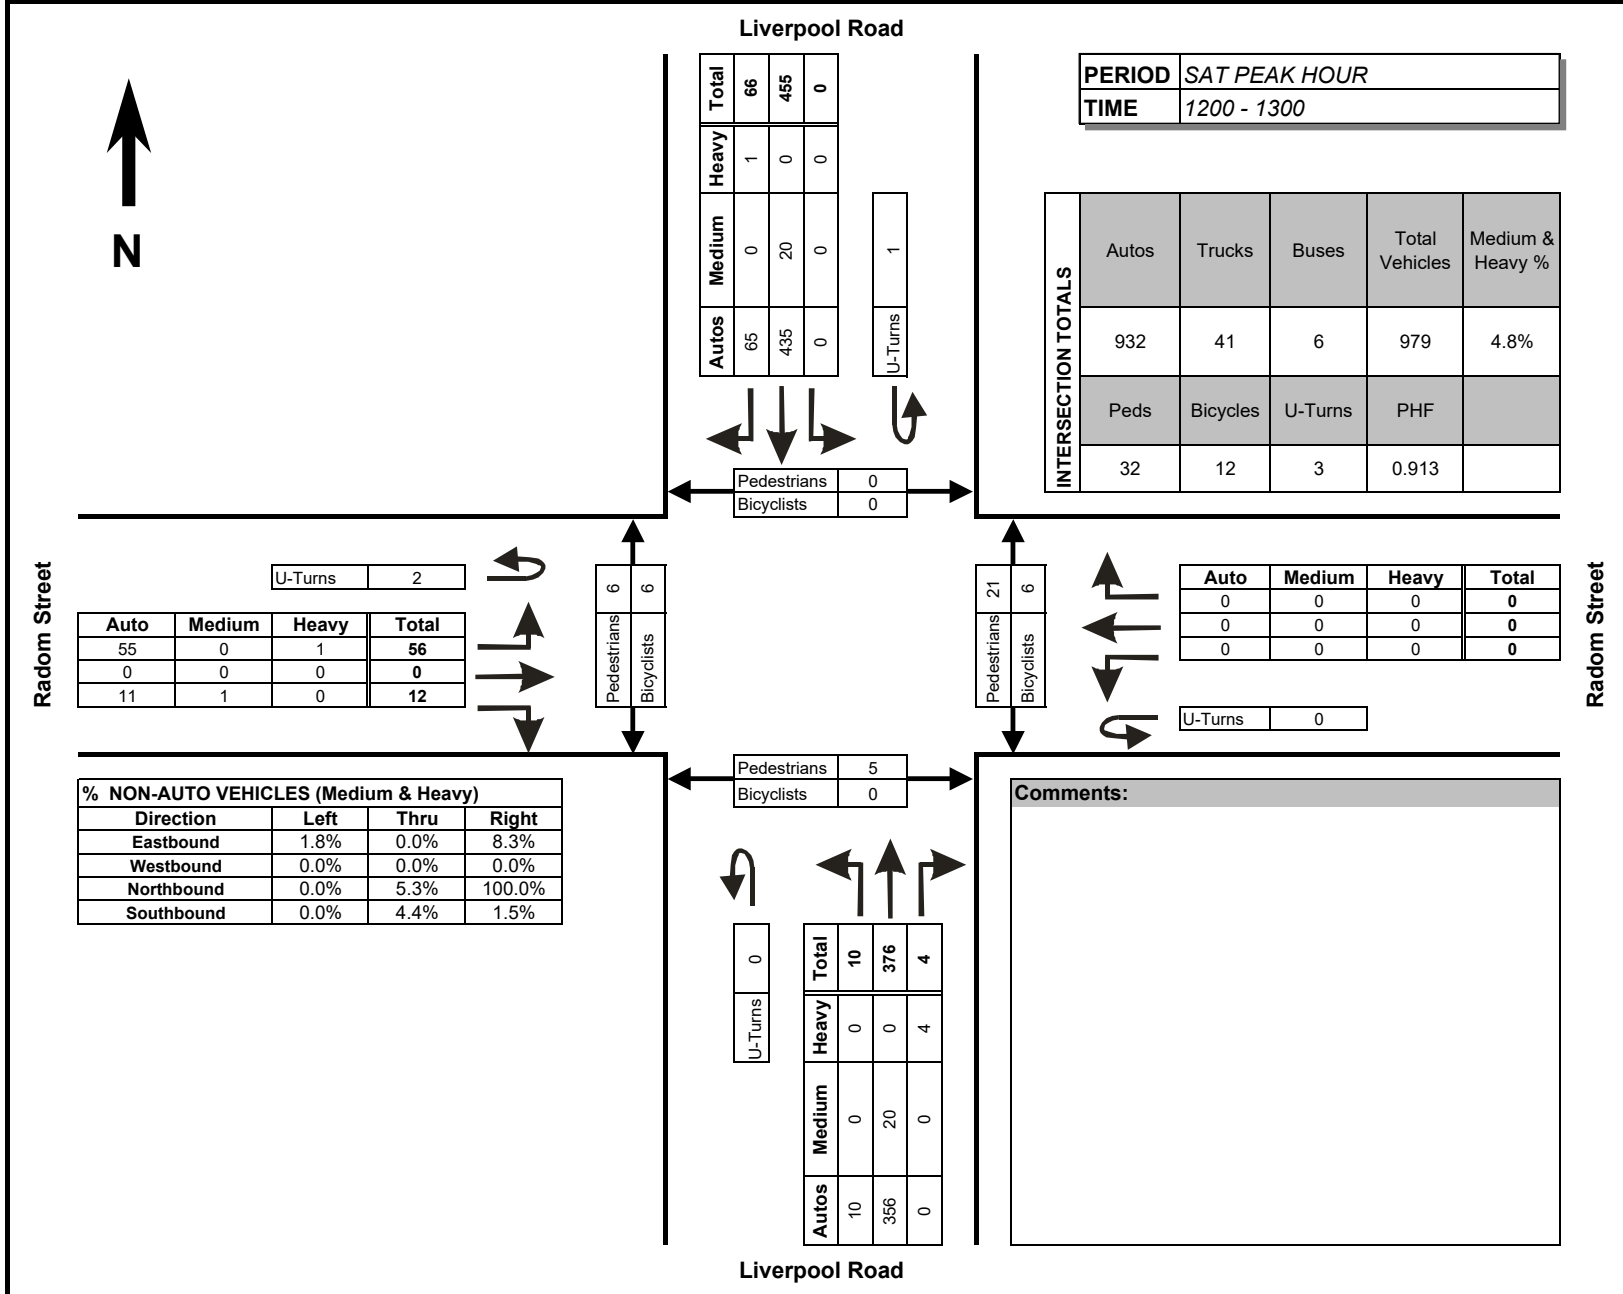 Liverpool Road
PERIOD SAT PEAK HOUR
TIME 1200 - 1300
N
Total 66 455 0
Heavy 1 0 0
Medium 0 20 0
Autos 65 435 0
U-Turns 1
INTERSECTION TOTALS
Autos Trucks Buses Total Vehicles Medium & Heavy %
932 41 6 979 4.8%
Peds Bicycles U-Turns PHF
32 12 3 0.913
Pedestrians 0
Bicyclists 0
Radom Street
U-Turns 2
Auto Medium Heavy Total
55 0 1 56
0 0 0 0
11 1 0 12
Pedestrians 6
Bicyclists 6
Pedestrians 21
Bicyclists 6
Auto Medium Heavy Total
0 0 0 0
0 0 0 0
0 0 0 0
U-Turns 0
Radom Street
Pedestrians 5
Bicyclists 0
% NON-AUTO VEHICLES (Medium & Heavy)
Direction Left Thru Right
Eastbound 1.8% 0.0% 8.3%
Westbound 0.0% 0.0% 0.0%
Northbound 0.0% 5.3% 100.0%
Southbound 0.0% 4.4% 1.5%
Comments:
U-Turns 0
Total 10 376 4
Heavy 0 0 4
Medium 0 20 0
Autos 10 356 0
Liverpool Road